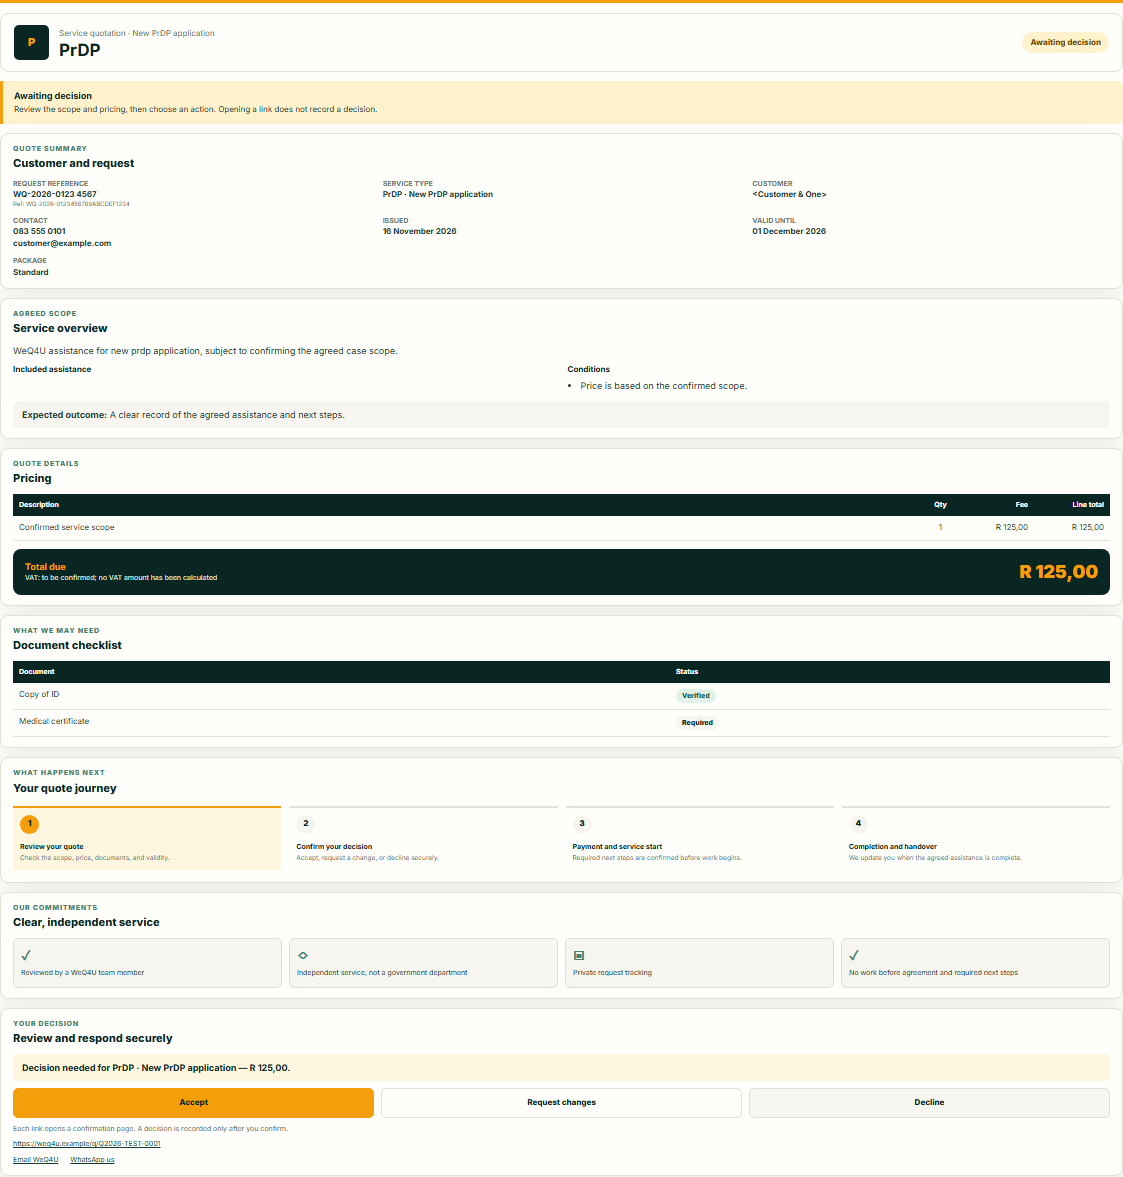 P
Service quotation · New PrDP application
PrDP
Awaiting decision
Awaiting decision
Review the scope and pricing, then choose an action. Opening a link does not record a decision.
QUOTE SUMMARY
Customer and request
REQUEST REFERENCE
WQ-2026-0123 4567
Ref: WQ-2026-0123456789ABCDEF1234
SERVICE TYPE
PrDP · New PrDP application
CUSTOMER
<Customer & One>
CONTACT
083 555 0101
customer@example.com
ISSUED
16 November 2026
VALID UNTIL
01 December 2026
PACKAGE
Standard
AGREED SCOPE
Service overview
WeQ4U assistance for new prdp application, subject to confirming the agreed case scope.
Included assistance
Conditions
• Price is based on the confirmed scope.
Expected outcome: A clear record of the agreed assistance and next steps.
QUOTE DETAILS
Pricing
Description Qty Fee Line total
Confirmed service scope 1 R 125,00 R 125,00
Total due
VAT: to be confirmed; no VAT amount has been calculated
R 125,00
WHAT WE MAY NEED
Document checklist
Document Status
Copy of ID Verified
Medical certificate Required
WHAT HAPPENS NEXT
Your quote journey
1
Review your quote
Check the scope, price, documents, and validity.
2
Confirm your decision
Accept, request a change, or decline securely.
3
Payment and service start
Required next steps are confirmed before work begins.
4
Completion and handover
We update you when the agreed assistance is complete.
OUR COMMITMENTS
Clear, independent service
Reviewed by a WeQ4U team member
Independent service, not a government department
Private request tracking
No work before agreement and required next steps
YOUR DECISION
Review and respond securely
Decision needed for PrDP · New PrDP application — R 125,00.
Accept
Request changes
Decline
Each link opens a confirmation page. A decision is recorded only after you confirm.
https://weq4u.example/q/Q2026-TEST-0001
Email WeQ4U WhatsApp us